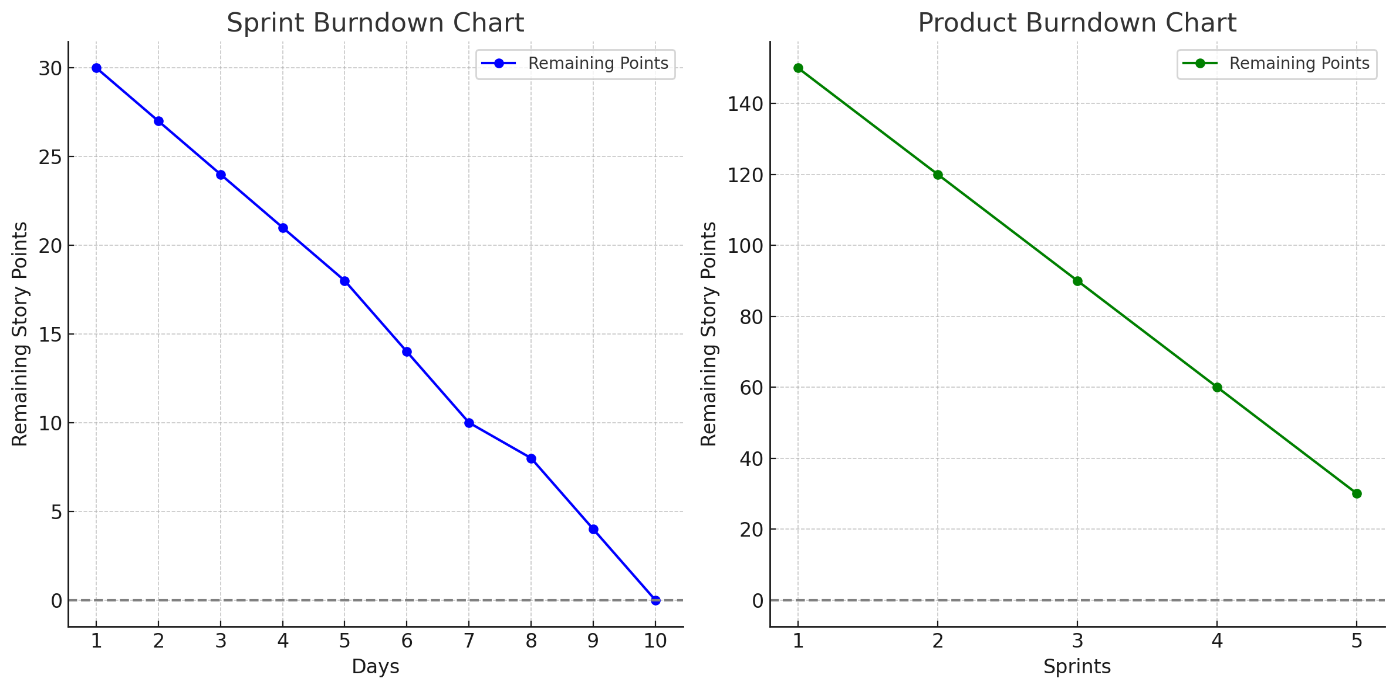 Sprint Burndown Chart
Remaining Points
30
25
20
15
10
5
0
Remaining Story Points
1 2 3 4 5 6 7 8 9 10
Days
Product Burndown Chart
Remaining Points
140
120
100
80
60
40
20
0
Remaining Story Points
1 2 3 4 5
Sprints